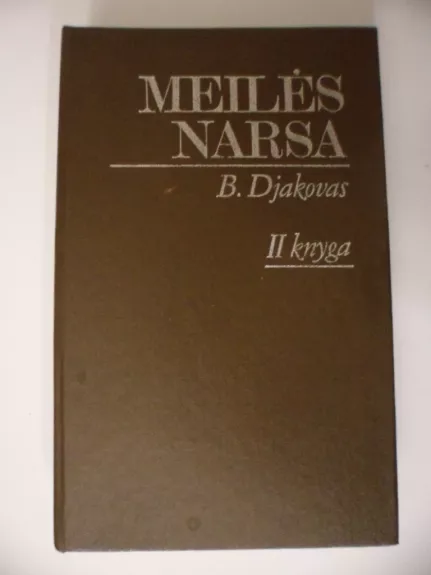 MEILĖS
NARSA
B. Djakovas
II knyga